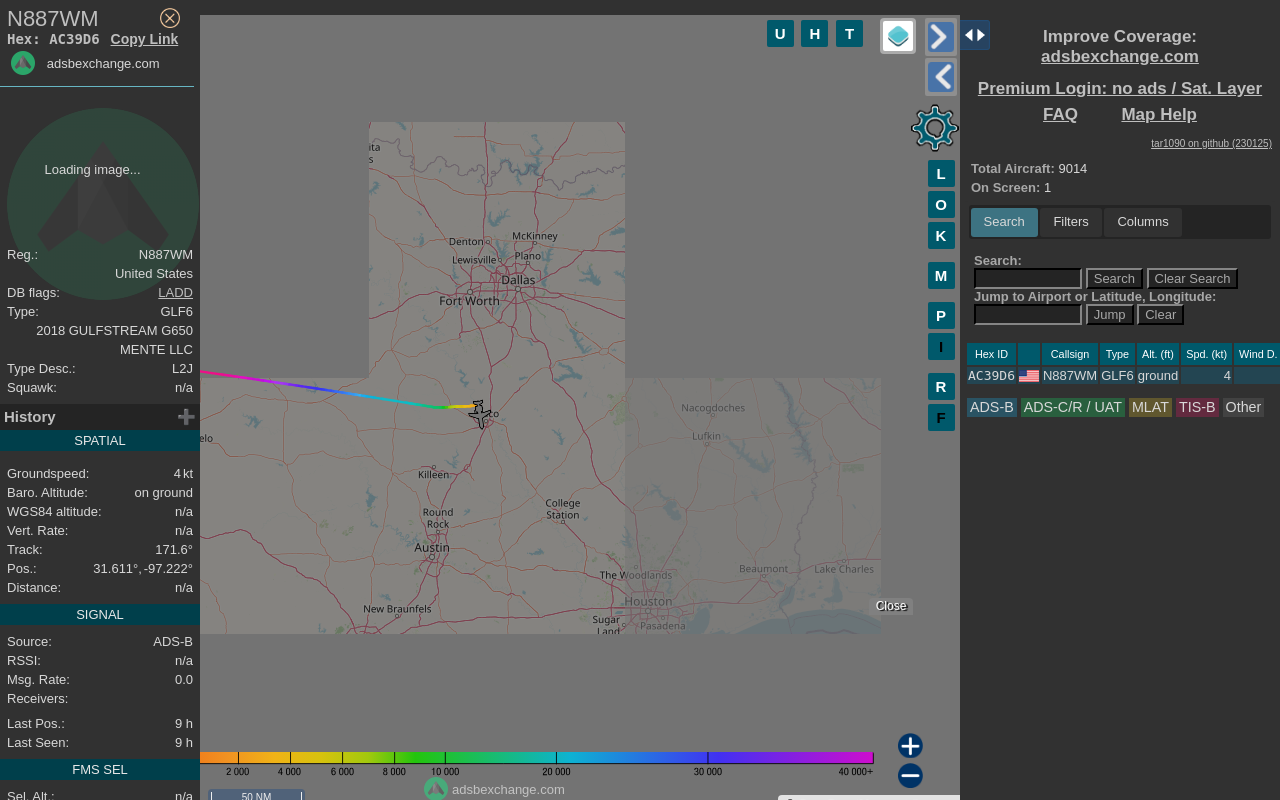 N887WM
Hex: AC39D6 Copy Link
adsbexchange.com
Loading image...
Reg.: N887WM
United States
DB flags: LADD
Type: GLF6
2018 GULFSTREAM G650
MENTE LLC
Type Desc.: L2J
Squawk: n/a
History
SPATIAL
Groundspeed: 4 kt
Baro. Altitude: on ground
WGS84 altitude: n/a
Vert. Rate: n/a
Track: 171.6°
Pos.: 31.611°, -97.222°
Distance: n/a
SIGNAL
Source: ADS-B
RSSI: n/a
Msg. Rate: 0.0
Receivers:
Last Pos.: 9 h
Last Seen: 9 h
FMS SEL
Sel. Alt.: n/a
U H T
L
O
K
M
P
I
R
F
ita
s
Denton
McKinney
Lewisville
Plano
Dallas
Fort Worth
co
elo
Nacogdoches
Lufkin
Killeen
Round
Rock
College
Station
Austin
The Woodlands
Beaumont
Lake Charles
New Braunfels
Houston
Sugar
Land
Pasadena
Close
2 000 4 000 6 000 8 000 10 000 20 000 30 000 40 000+
adsbexchange.com
50 NM
Improve Coverage:
adsbexchange.com
Premium Login: no ads / Sat. Layer
FAQ Map Help
tar1090 on github (230125)
Total Aircraft: 9014
On Screen: 1
Search Filters Columns
Search:
Search Clear Search
Jump to Airport or Latitude, Longitude:
Jump Clear
Hex ID Callsign Type Alt. (ft) Spd. (kt) Wind D.
AC39D6 N887WM GLF6 ground 4
ADS-B ADS-C/R / UAT MLAT TIS-B Other